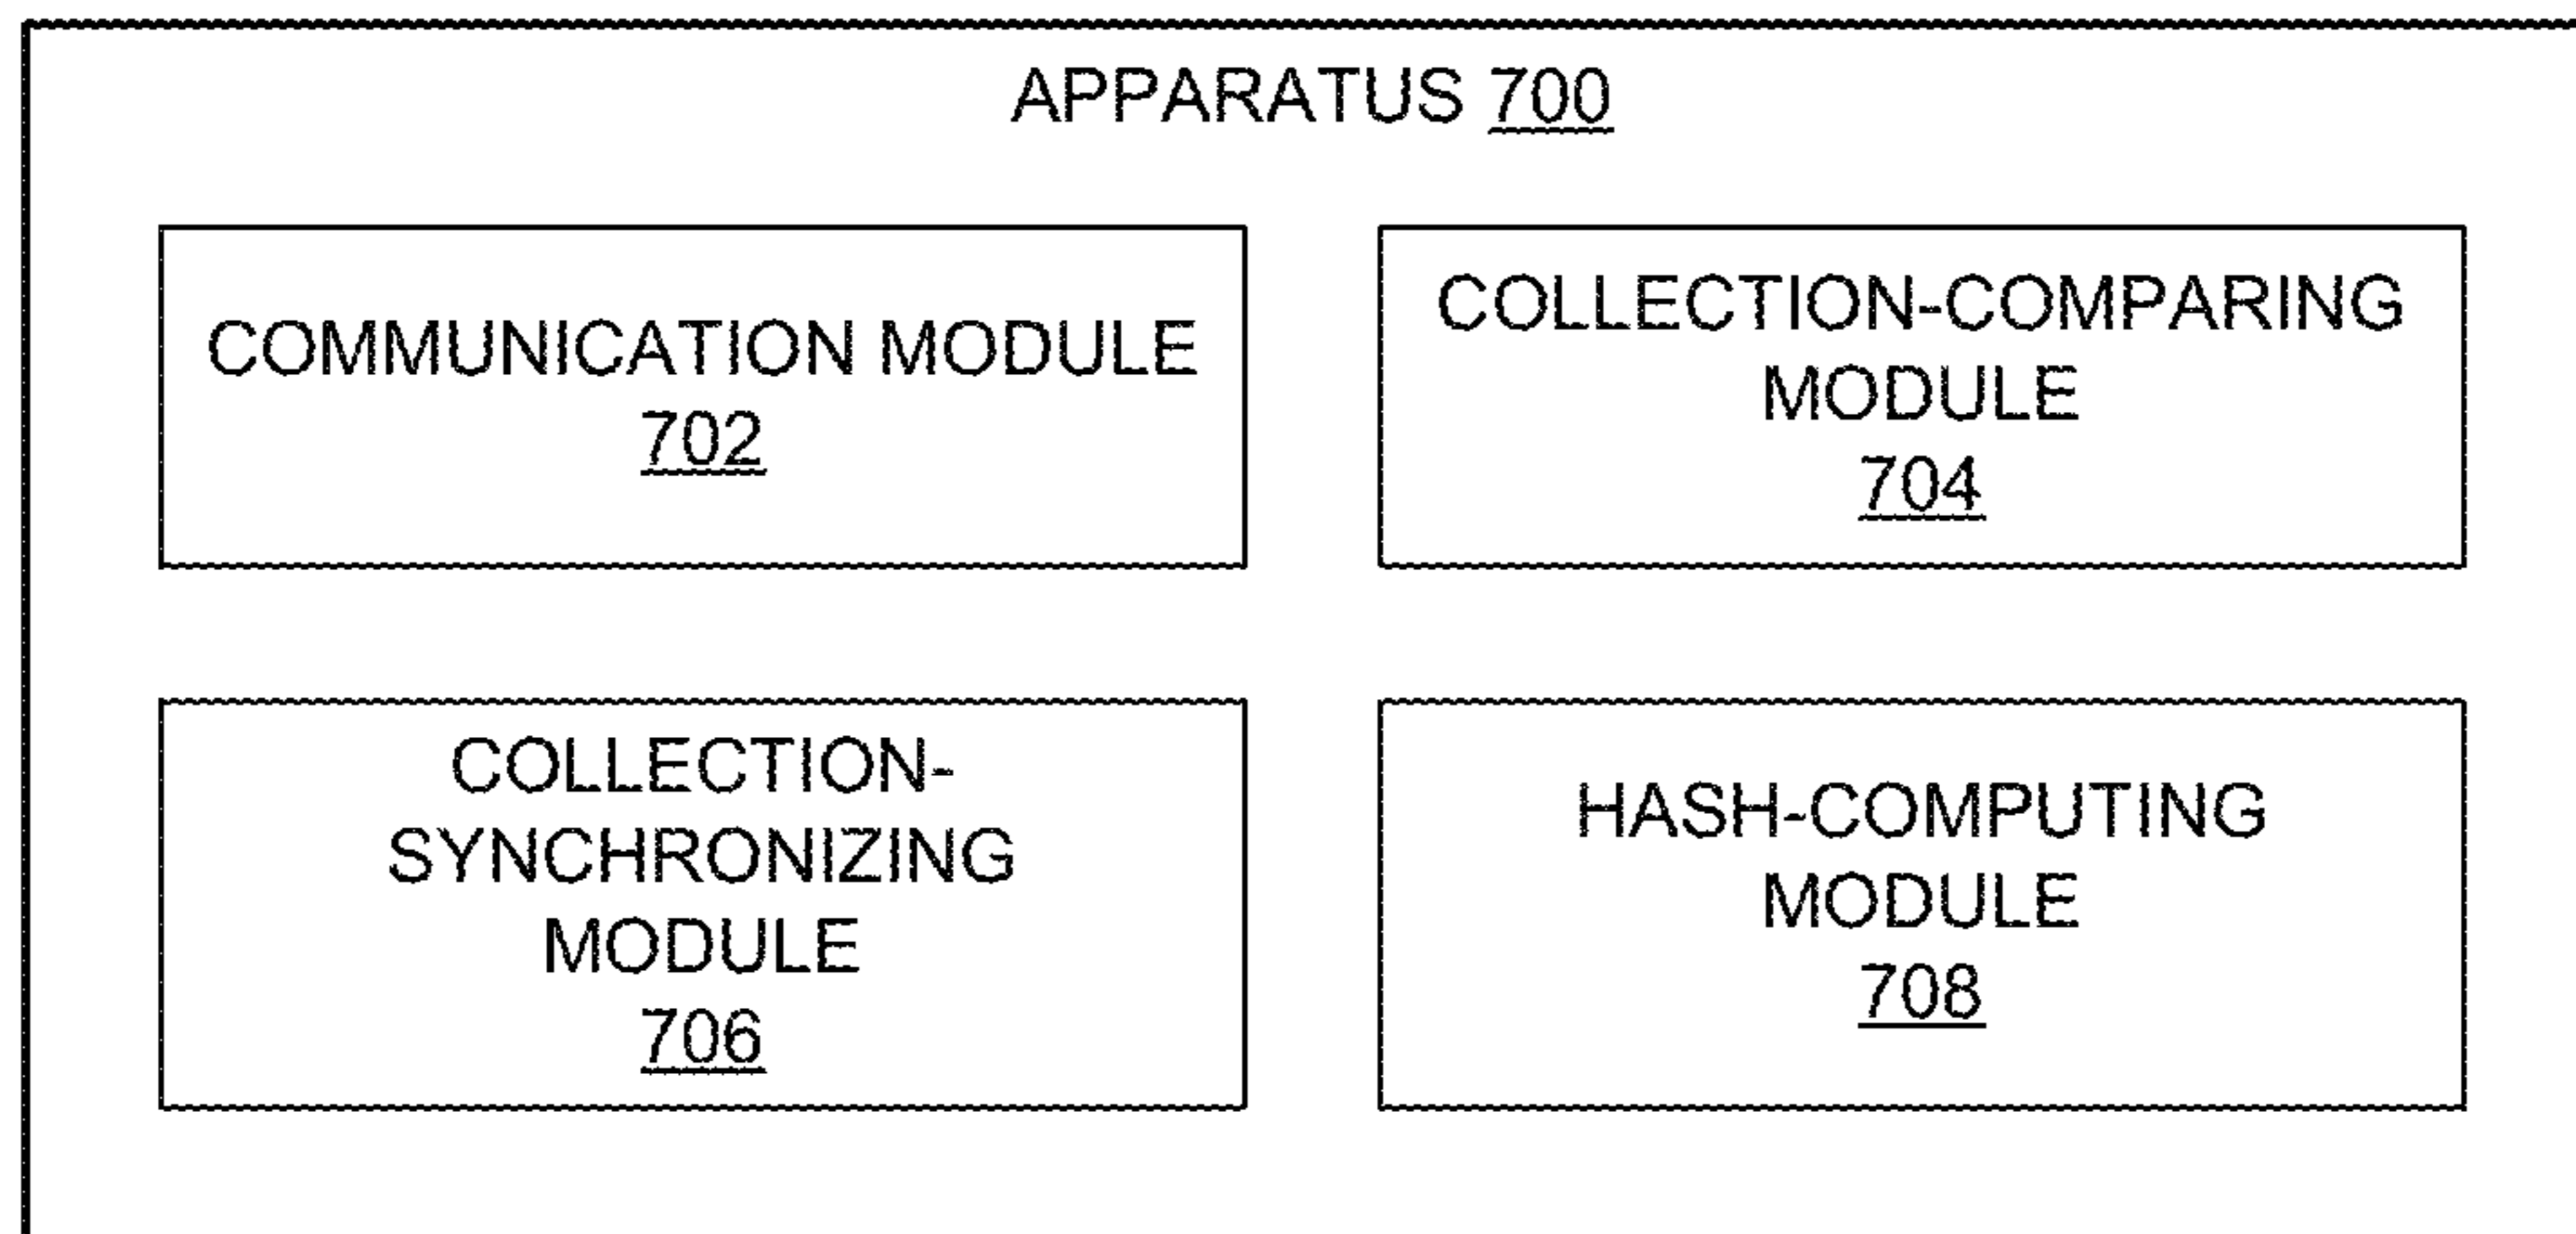 APPARATUS 700
COMMUNICATION MODULE
702
COLLECTION-COMPARING
MODULE
704
COLLECTION-
SYNCHRONIZING
MODULE
706
HASH-COMPUTING
MODULE
708